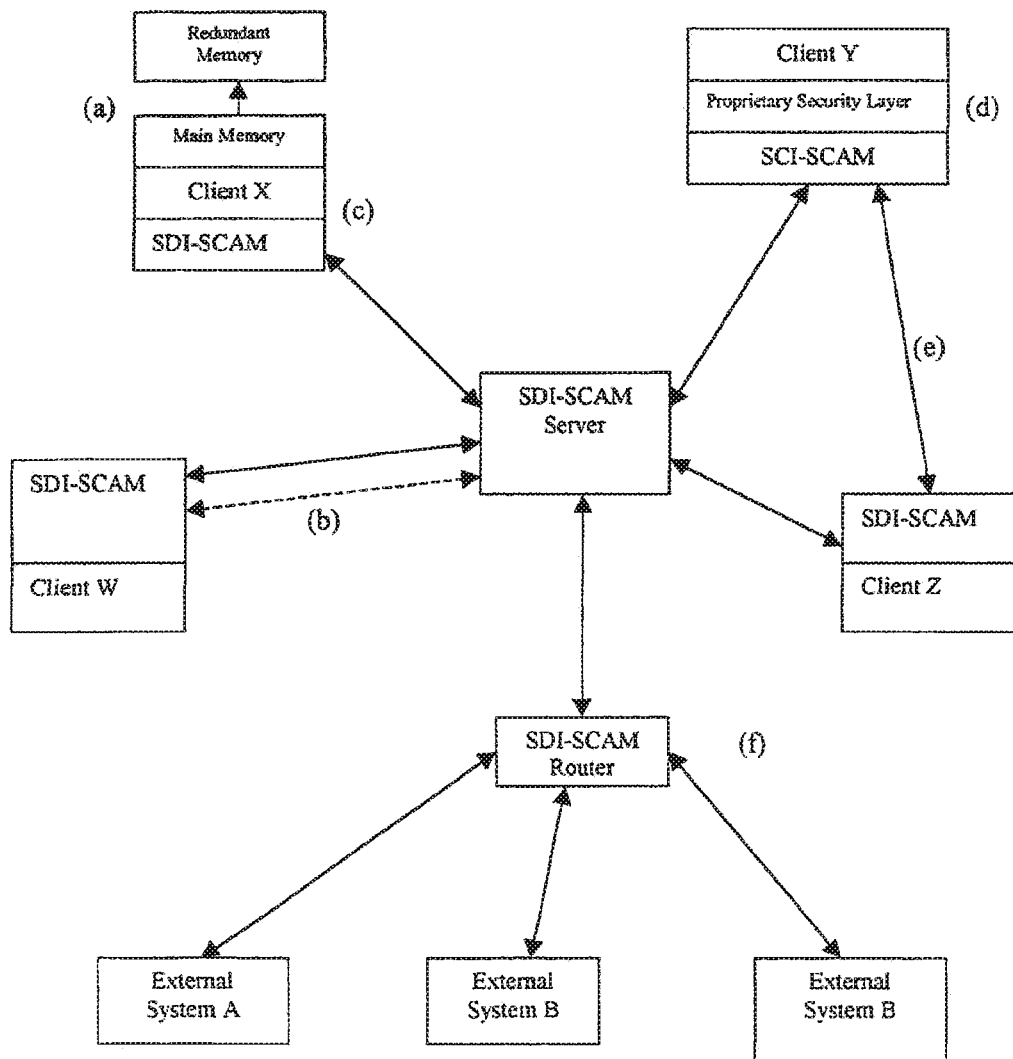 Redundant
Memory
(a)
Main Memory
Client X
SDI-SCAM
(c)
Client Y
Proprietary Security Layer
SCI-SCAM
(d)
(e)
SDI-SCAM
Server
SDI-SCAM
Client W
(b)
SDI-SCAM
Client Z
SDI-SCAM
Router
(f)
External
System A
External
System B
External
System B